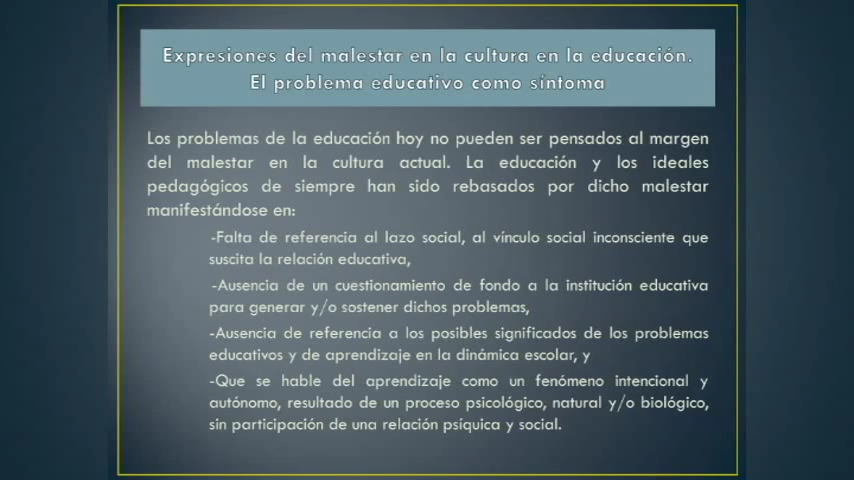 Expresiones del malestar en la cultura en la educación.
El problema educativo como síntoma
Los problemas de la educación hoy no pueden ser pensados al margen
del malestar en la cultura actual. La educación y los ideales
pedagógicos de siempre han sido rebasados por dicho malestar
manifestándose en:
-Falta de referencia al lazo social, al vínculo social inconsciente que
suscita la relación educativa,
-Ausencia de un cuestionamiento de fondo a la institución educativa
para generar y/o sostener dichos problemas,
-Ausencia de referencia a los posibles significados de los problemas
educativos y de aprendizaje en la dinámica escolar, y
-Que se hable del aprendizaje como un fenómeno intencional y
autónomo, resultado de un proceso psicológico, natural y/o biológico,
sin participación de una relación psíquica y social.